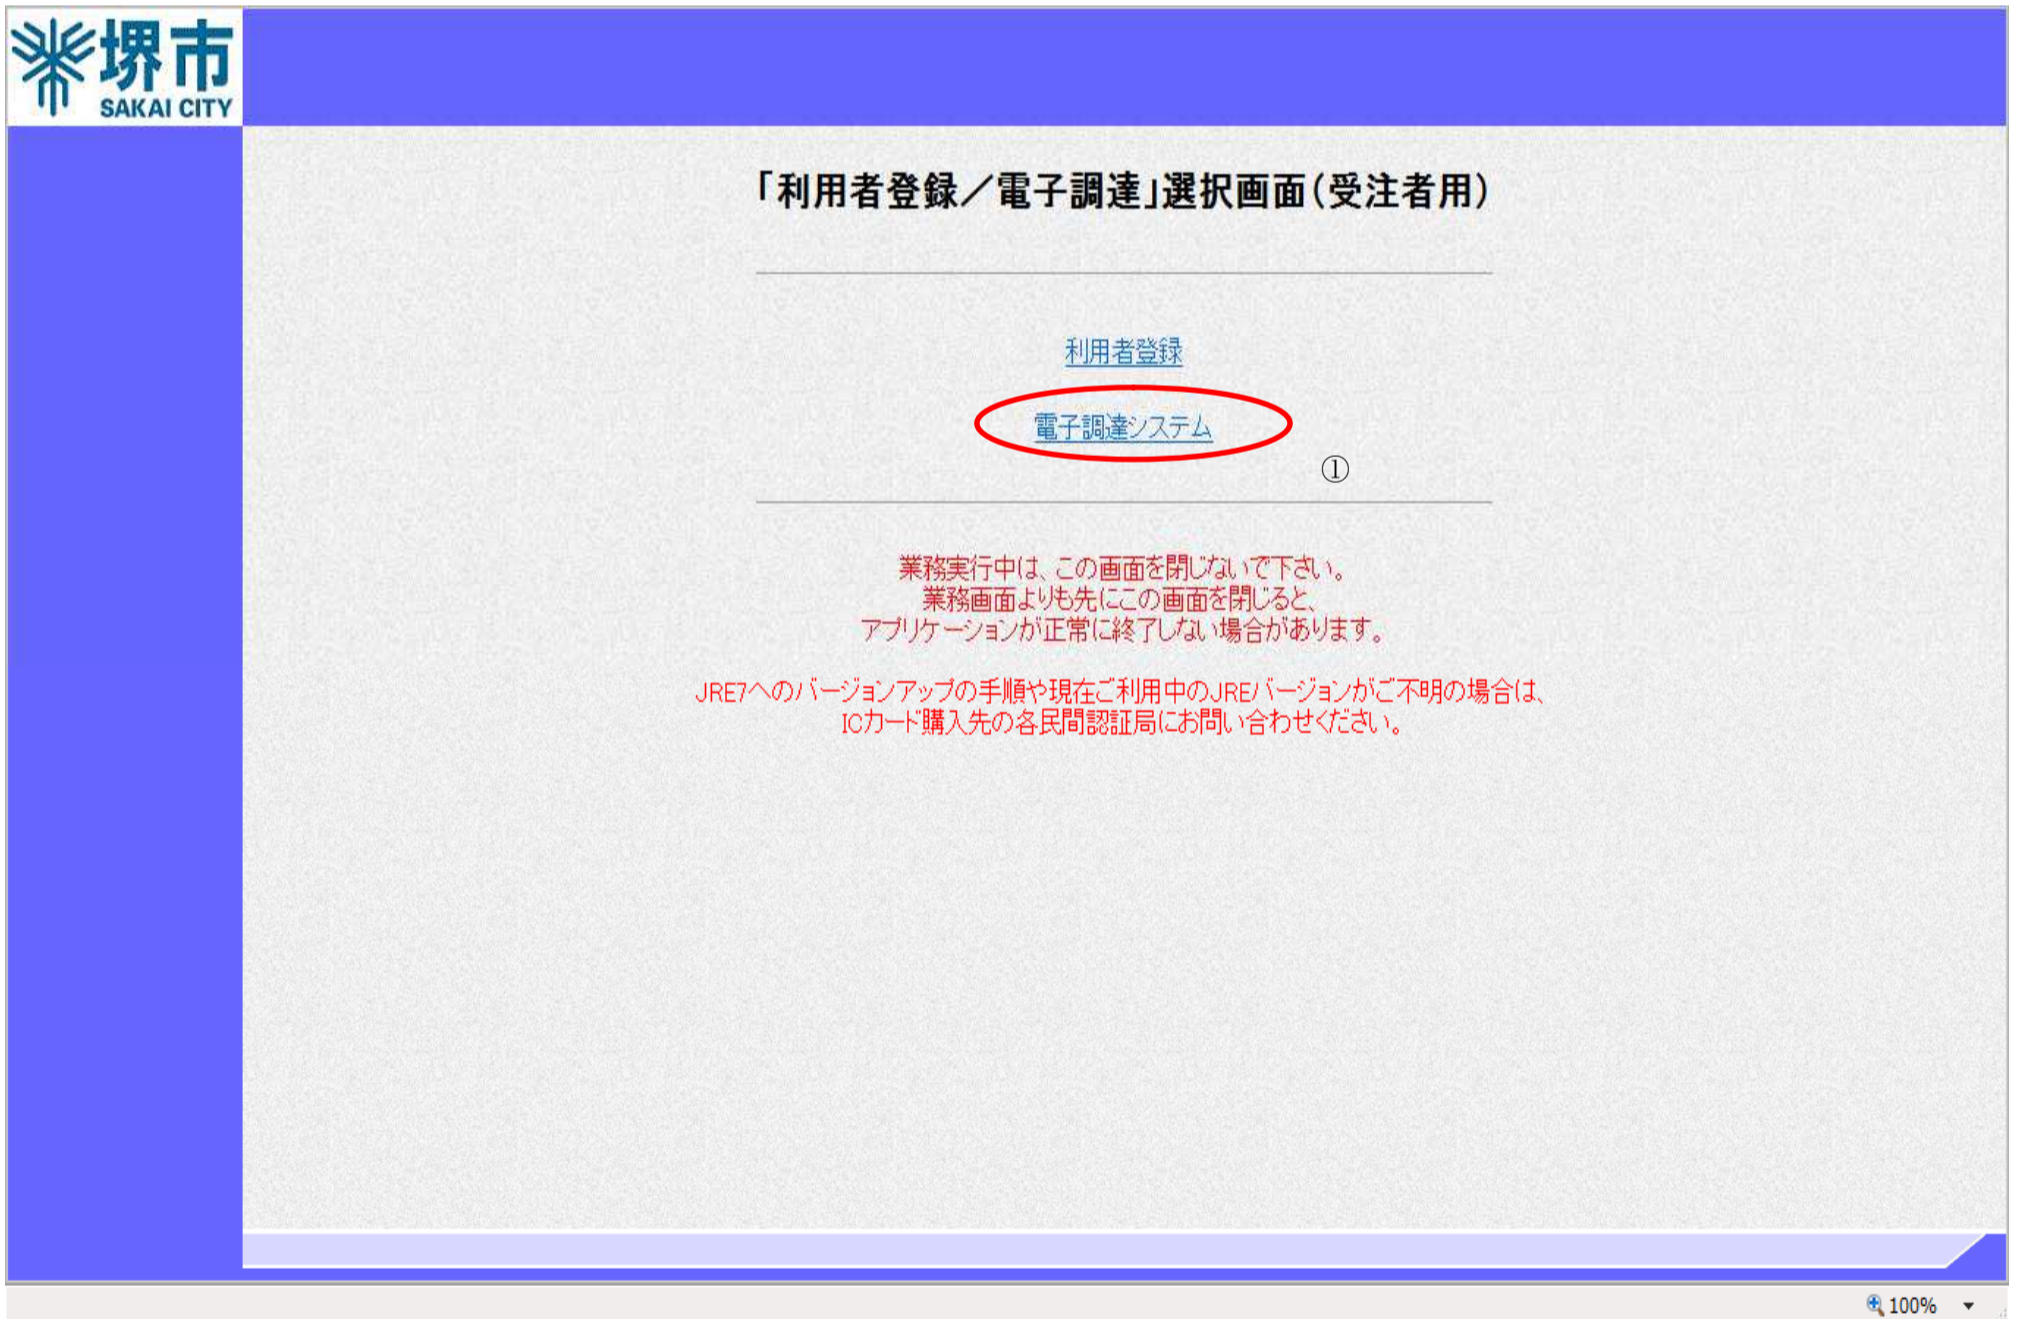 堺市
SAKAI CITY
「利用者登録／電子調達」選択画面(受注者用)
利用者登録
電子調達システム
①
業務実行中は、この画面を閉じないで下さい。
業務画面よりも先にこの画面を閉じると、
アプリケーションが正常に終了しない場合があります。
JRE7へのバージョンアップの手順や現在ご利用中のJREバージョンがご不明の場合は、
ICカード購入先の各民間認証局にお問い合わせください。
100%